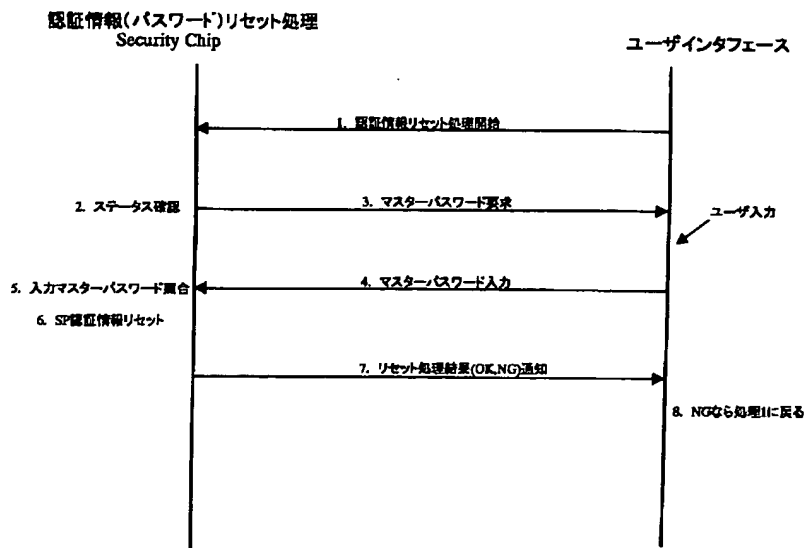 認証情報(パスワード)リセット処理
Security Chip
ユーザインタフェース
1. 認証情報リセット処理開始
2. ステータス確認
3. マスターパスワード要求
ユーザ入力
4. マスターパスワード入力
5. 入力マスターパスワード照合
6. SP認証情報リセット
7. リセット処理結果(OK,NG)通知
8. NGなら処理1に戻る